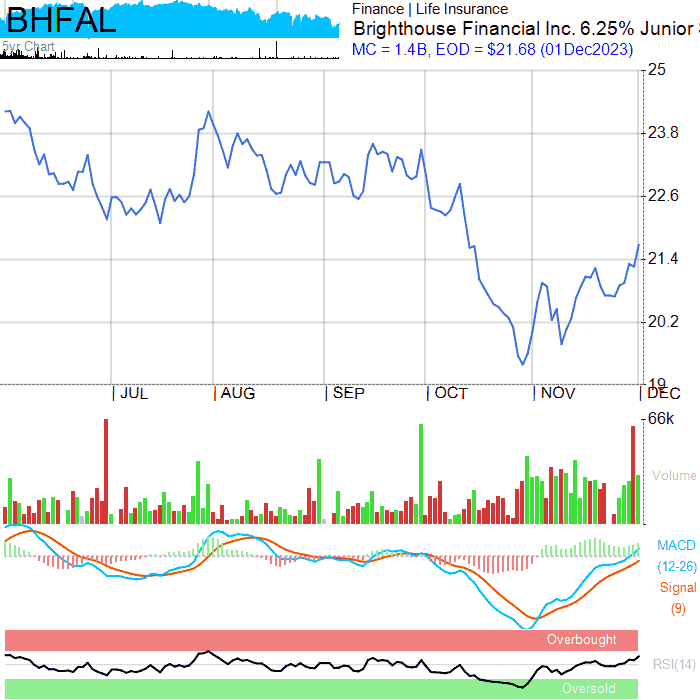 BHFAL
5yr Chart
Finance | Life Insurance
Brighthouse Financial Inc. 6.25% Junior
MC = 1.4B, EOD = $21.68 (01Dec2023)
25
23.8
22.6
21.4
20.2
19
JUL AUG SEP OCT NOV DEC
66k
Volume
MACD
(12-26)
Signal
(9)
Overbought
RSI(14)
Oversold